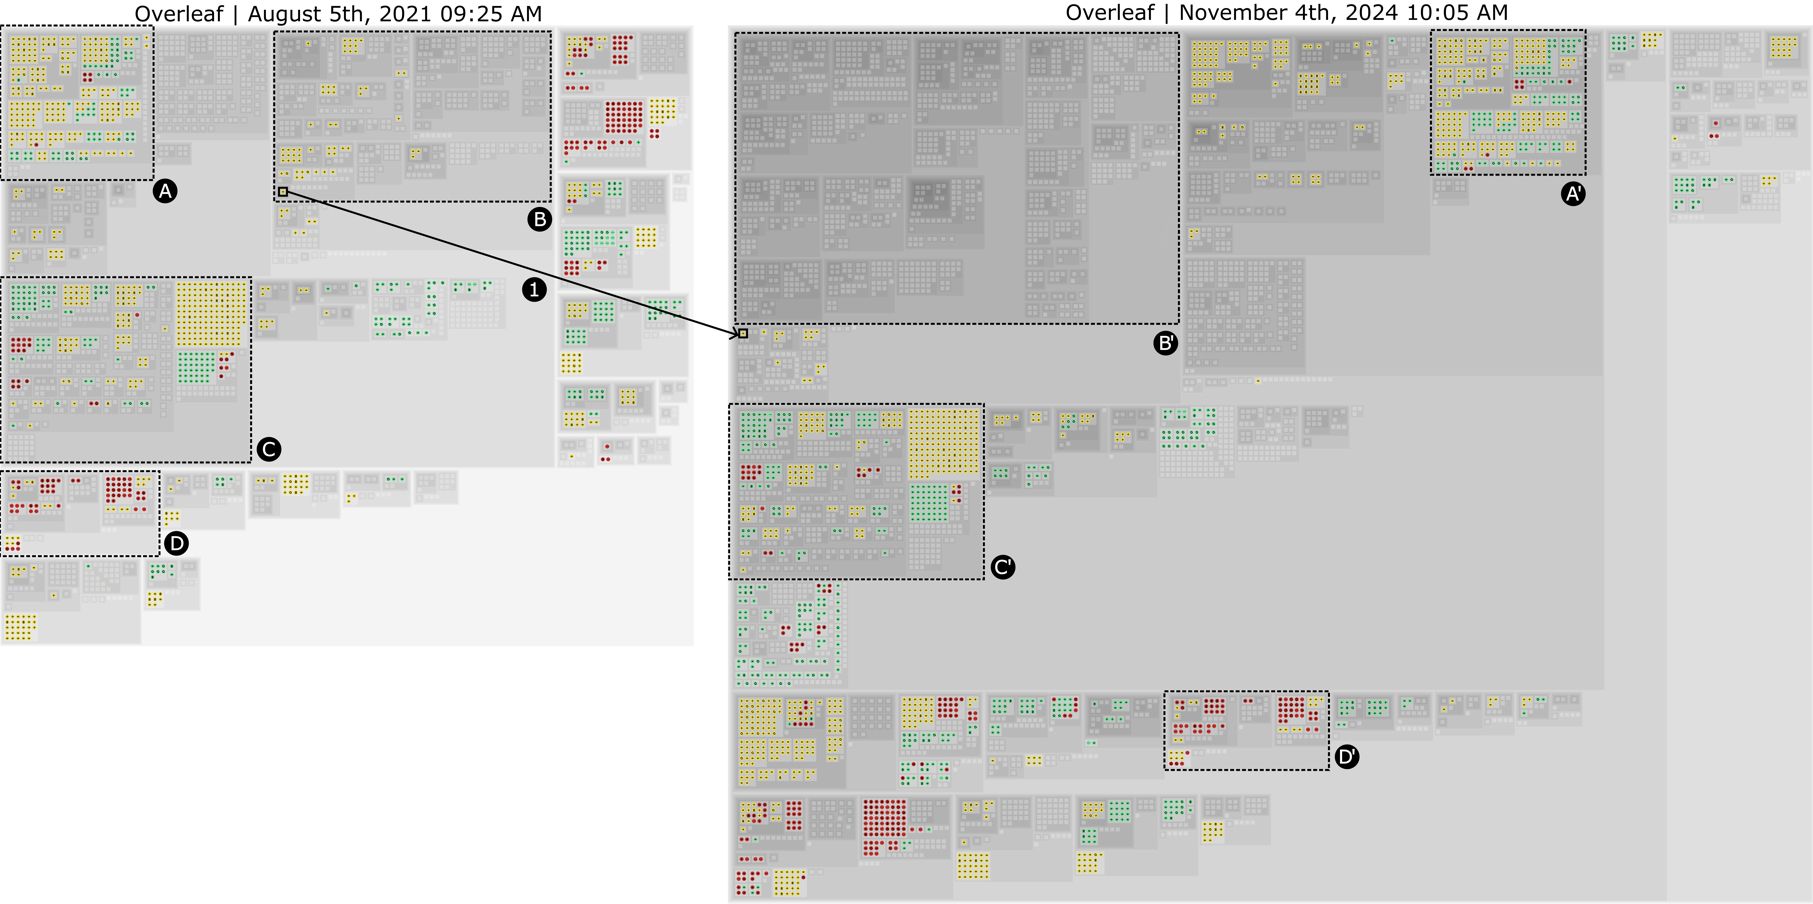 Overleaf | August 5th, 2021 09:25 AM
Overleaf | November 4th, 2024 10:05 AM
A
A'
B
1
B'
C
D
C'
D'